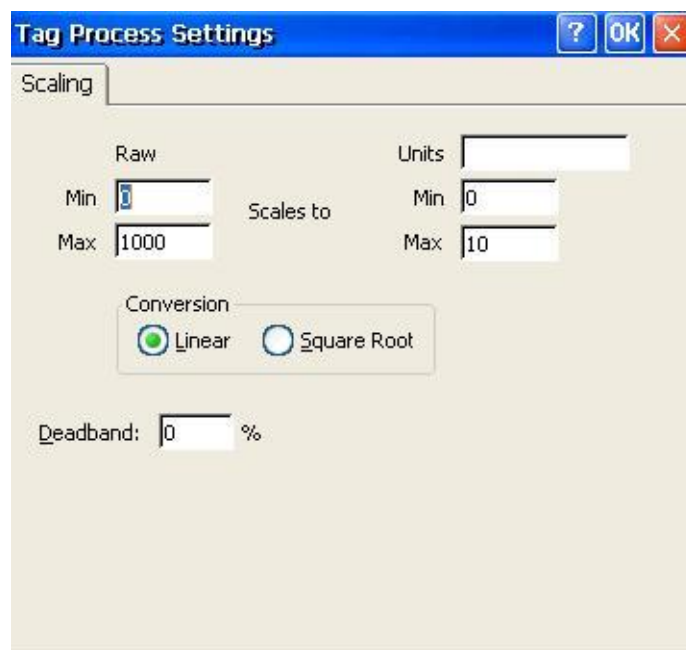 Tag Process Settings ? OK ×
Scaling
Raw Units
Min 0 Scales to Min 0
Max 1000 Max 10
Conversion
Linear Square Root
Deadband: 0 %